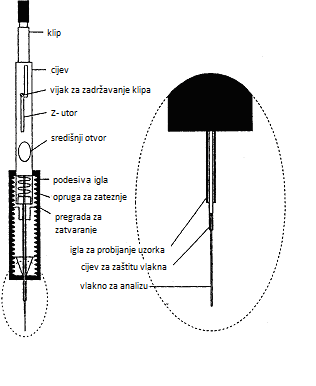 klip
cijev
vijak za zadržavanje klipa
Z- utor
središnji otvor
podesiva igla
opruga za zateznje
pregrada za
zatvaranje
igla za probijanje uzorka
cijev za zaštitu vlakna
vlakno za analizu